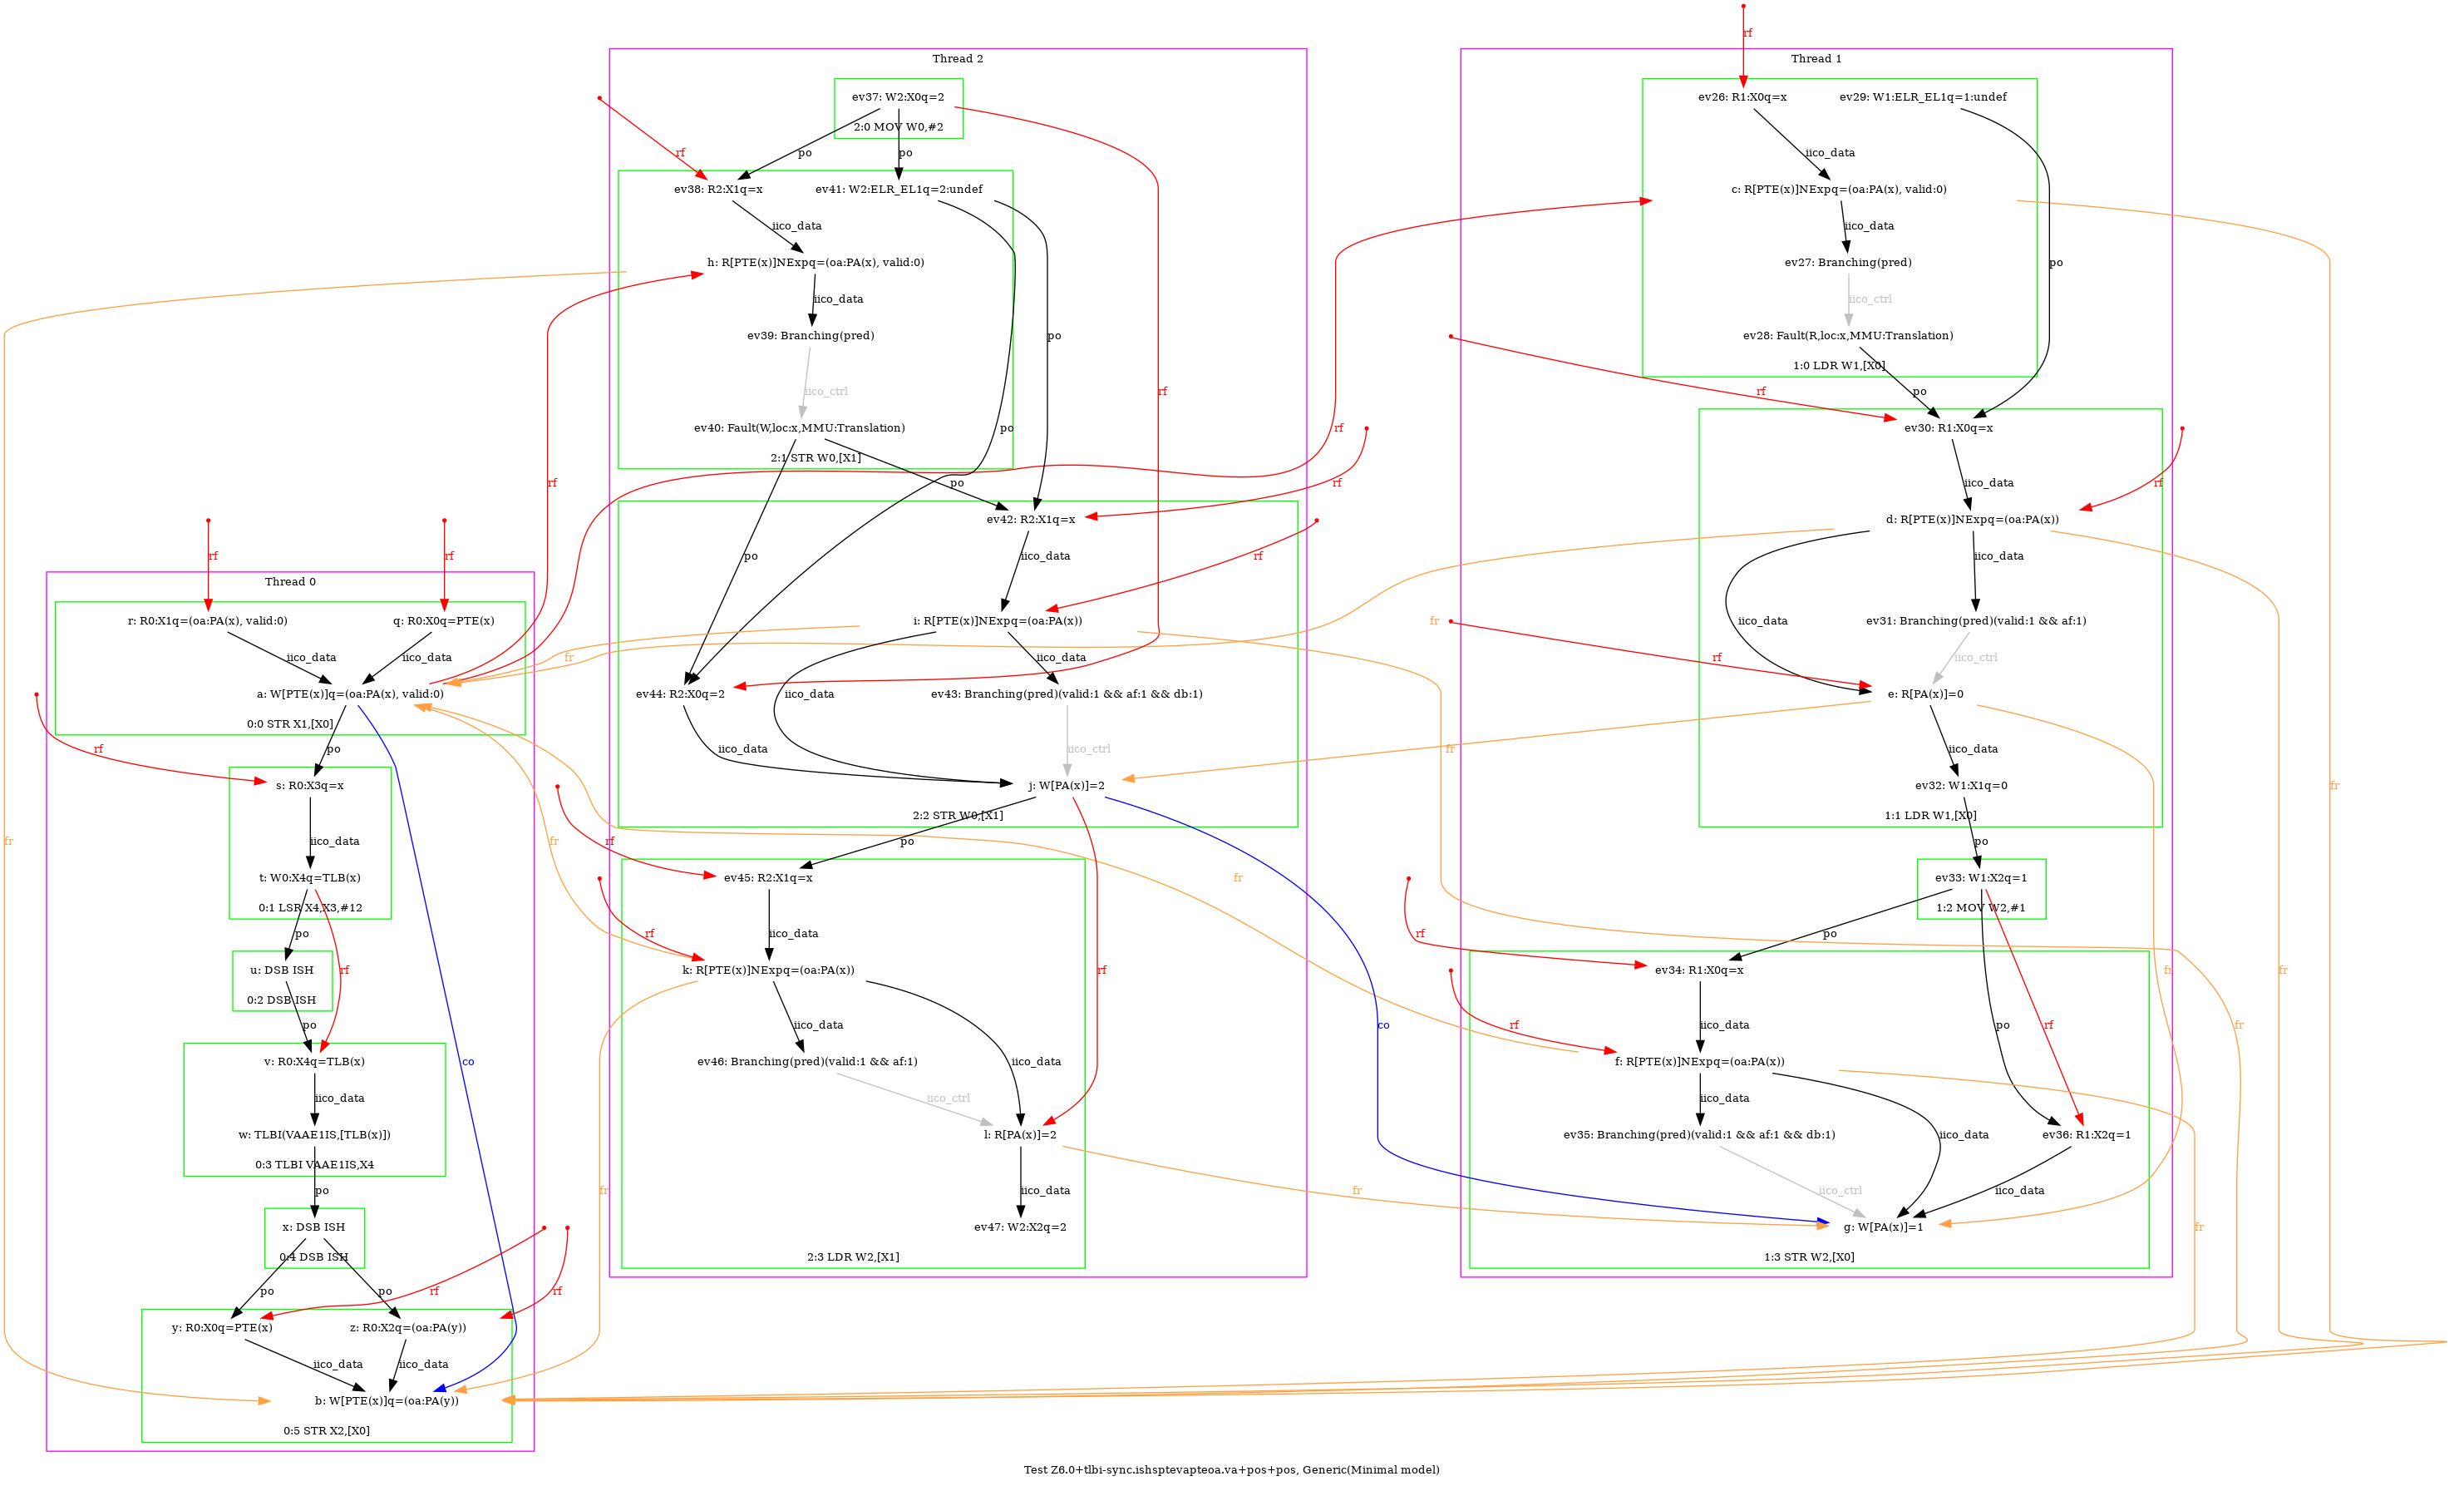 rf
Thread 2
Thread 1
ev37: W2:X0q=2
2:0 MOV W0,#2
rf
po
po
ev38: R2:X1q=x
ev41: W2:ELR_EL1q=2:undef
iico_data
h: R[PTE(x)]NExpq=(oa:PA(x), valid:0)
iico_data
ev39: Branching(pred)
iico_ctrl
ev40: Fault(W,loc:x,MMU:Translation)
2:1 STR W0,[X1]
po
po
rf
ev26: R1:X0q=x
ev29: W1:ELR_EL1q=1:undef
iico_data
c: R[PTE(x)]NExpq=(oa:PA(x), valid:0)
iico_data
ev27: Branching(pred)
po
iico_ctrl
ev28: Fault(R,loc:x,MMU:Translation)
1:0 LDR W1,[X0]
rf
po
rf
ev30: R1:X0q=x
iico_data
rf
d: R[PTE(x)]NExpq=(oa:PA(x))
iico_data
iico_data
ev31: Branching(pred)(valid:1 && af:1)
iico_ctrl
rf
fr
e: R[PA(x)]=0
iico_data
ev32: W1:X1q=0
1:1 LDR W1,[X0]
fr
po
ev33: W1:X2q=1
1:2 MOV W2,#1
po
rf
ev34: R1:X0q=x
po
rf
iico_data
rf
f: R[PTE(x)]NExpq=(oa:PA(x))
iico_data
iico_data
ev35: Branching(pred)(valid:1 && af:1 && db:1)
ev36: R1:X2q=1
iico_ctrl
iico_data
g: W[PA(x)]=1
1:3 STR W2,[X0]
fr
fr
fr
fr
fr
po
po
rf
ev42: R2:X1q=x
iico_data
rf
i: R[PTE(x)]NExpq=(oa:PA(x))
iico_data
iico_data
ev44: R2:X0q=2
ev43: Branching(pred)(valid:1 && af:1 && db:1)
iico_data
iico_ctrl
j: W[PA(x)]=2
2:2 STR W0,[X1]
po
rf
ev45: R2:X1q=x
iico_data
rf
k: R[PTE(x)]NExpq=(oa:PA(x))
iico_data
iico_data
ev46: Branching(pred)(valid:1 && af:1)
iico_ctrl
rf
l: R[PA(x)]=2
iico_data
ev47: W2:X2q=2
2:3 LDR W2,[X1]
co
fr
fr
fr
fr
fr
rf
rf
rf
Thread 0
r: R0:X1q=(oa:PA(x), valid:0)
q: R0:X0q=PTE(x)
iico_data
iico_data
a: W[PTE(x)]q=(oa:PA(x), valid:0)
0:0 STR X1,[X0]
rf
po
s: R0:X3q=x
iico_data
t: W0:X4q=TLB(x)
0:1 LSR X4,X3,#12
po
u: DSB ISH
0:2 DSB ISH
rf
po
v: R0:X4q=TLB(x)
iico_data
w: TLBI(VAAE1IS,[TLB(x)])
0:3 TLBI VAAE1IS,X4
po
x: DSB ISH
0:4 DSB ISH
co
fr
po
po
rf
rf
y: R0:X0q=PTE(x)
z: R0:X2q=(oa:PA(y))
iico_data
iico_data
b: W[PTE(x)]q=(oa:PA(y))
0:5 STR X2,[X0]
Test Z6.0+tlbi-sync.ishsptevapteoa.va+pos+pos, Generic(Minimal model)